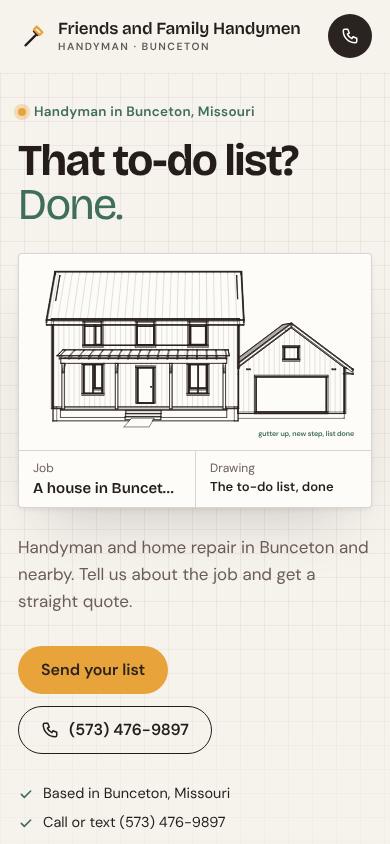 Friends and Family Handymen
HANDYMAN · BUNCETON
Handyman in Bunceton, Missouri
That to-do list?
Done.
gutter up, new step, list done
Job
A house in Buncet...
Drawing
The to-do list, done
Handyman and home repair in Bunceton and
nearby. Tell us about the job and get a
straight quote.
Send your list
(573) 476-9897
Based in Bunceton, Missouri
Call or text (573) 476-9897